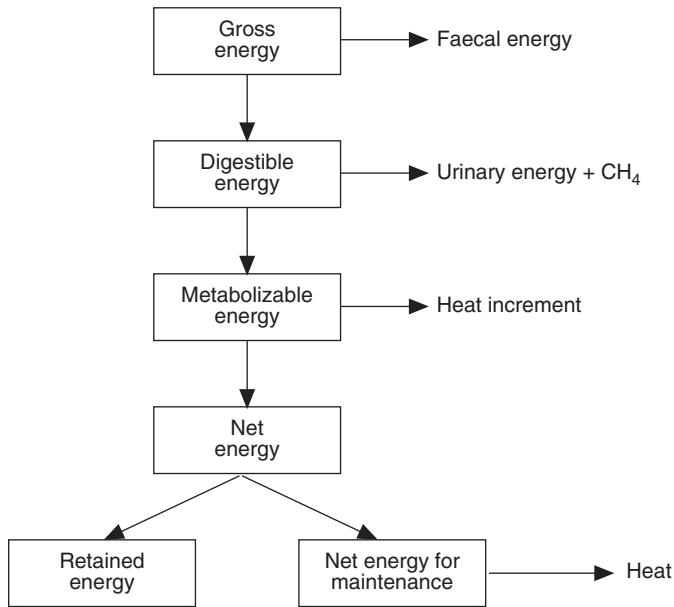 Gross
energy
Faecal energy
Digestible
energy
Urinary energy + CH₄
Metabolizable
energy
Heat increment
Net
energy
Retained
energy
Net energy for
maintenance
Heat